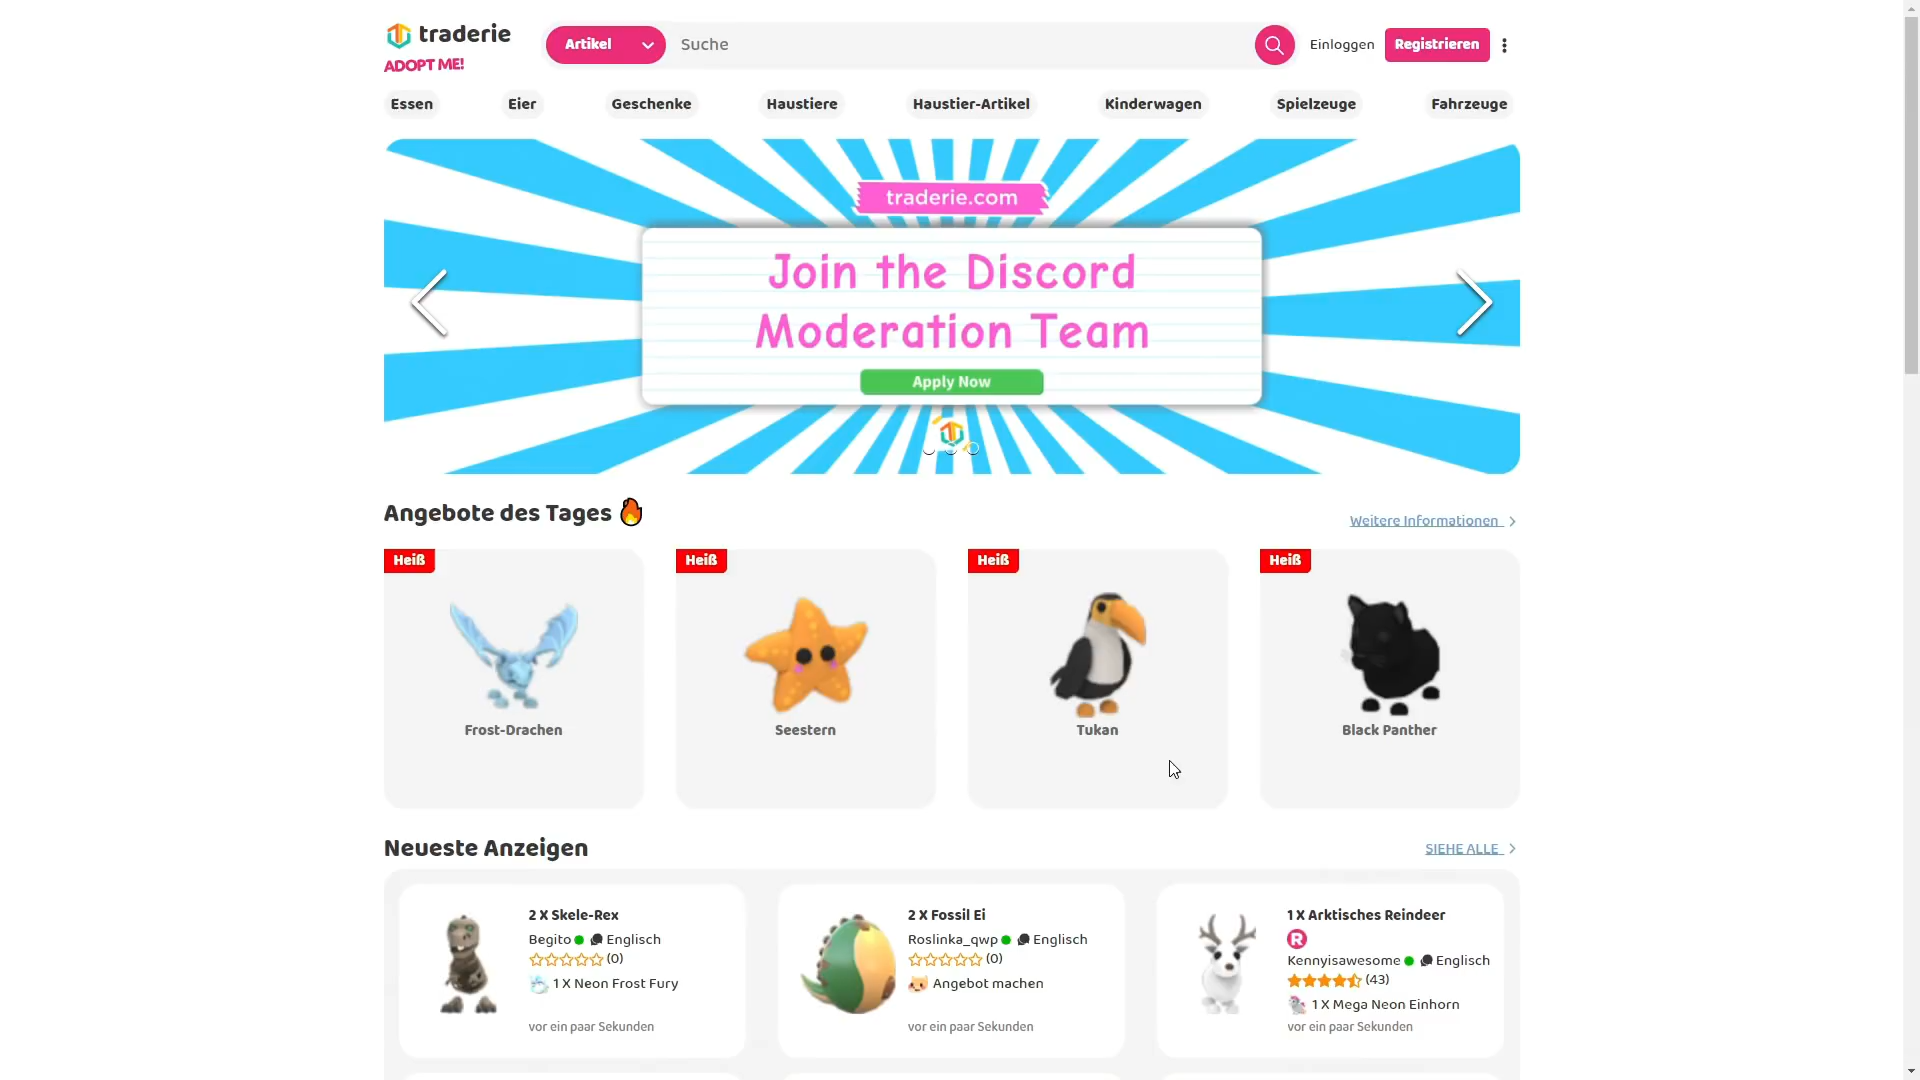 traderie
ADOPT ME!
Artikel
Suche
Einloggen
Registrieren
Essen
Eier
Geschenke
Haustiere
Haustier-Artikel
Kinderwagen
Spielzeuge
Fahrzeuge
traderie.com
Join the Discord
Moderation Team
Apply Now
Angebote des Tages
Weitere Informationen
Heiß
Heiß
Heiß
Heiß
Frost-Drachen
Seestern
Tukan
Black Panther
Neueste Anzeigen
SIEHE ALLE
2 X Skele-Rex
Begito Englisch
(0)
1 X Neon Frost Fury
vor ein paar Sekunden
2 X Fossil Ei
Roslinka_qwp Englisch
(0)
Angebot machen
vor ein paar Sekunden
1 X Arktisches Reindeer
R
Kennyisawesome Englisch
(43)
1 X Mega Neon Einhorn
vor ein paar Sekunden